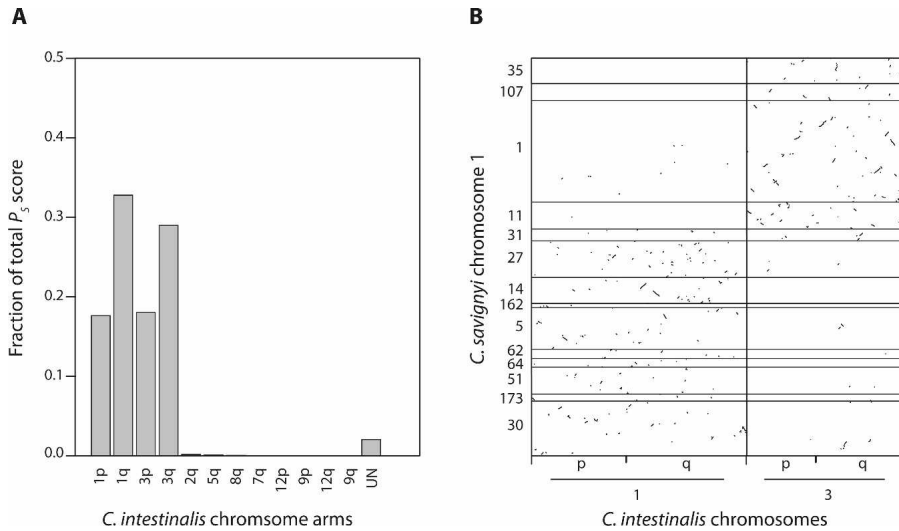 A
0.5
0.4
0.3
0.2
0.1
0.0
Fraction of total P_S score
1p
1q
3p
3q
2q
5q
8q
7q
12p
9p
12q
9q
UN
C. intestinalis chromsome arms
B
35
107
1
11
31
27
14
162
5
62
64
51
173
30
C. savignyi chromosome 1
p q p q
1 3
C. intestinalis chromosomes